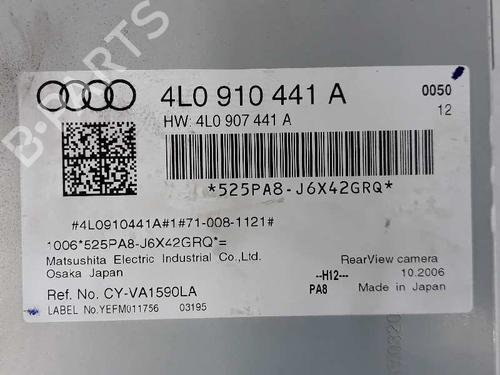 4L0 910 441 A
0050
HW: 4L0 907 441 A
12
*525PA8-J6X42GRQ*
#4L0910441A#1#71-008-1121#
1006*525PA8-J6X42GRQ*=
Matsushita Electric Industrial Co.,Ltd.
Osaka Japan
RearView camera
--H12--
10.2006
Ref. No. CY-VA1590LA
PA8
Made in Japan
LABEL No.YEFM011756
03195
B-PARTS